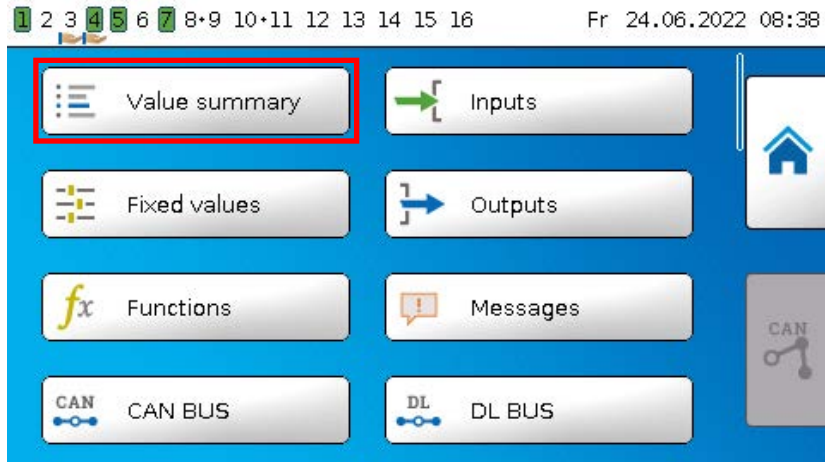 1 2 3 4 5 6 7 8+9 10+11 12 13 14 15 16 Fr 24.06.2022 08:38
Value summary
Inputs
Fixed values
Outputs
fx Functions
! Messages
CAN
CAN CAN BUS
DL DL BUS